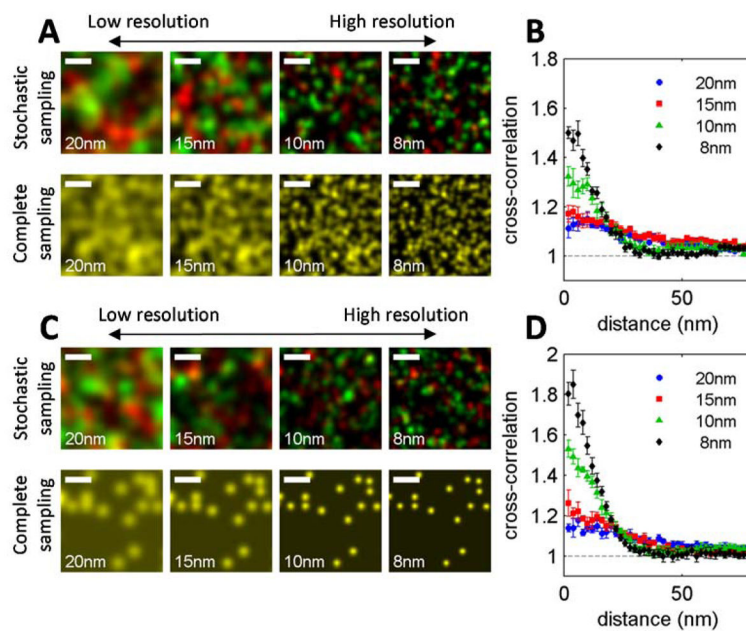 A
Low resolution
High resolution
Stochastic
sampling
20nm
15nm
10nm
8nm
Complete
sampling
20nm
15nm
10nm
8nm
B
1.8
1.6
1.4
1.2
1
cross-correlation
20nm
15nm
10nm
8nm
0
50
distance (nm)
C
Low resolution
High resolution
Stochastic
sampling
20nm
15nm
10nm
8nm
Complete
sampling
20nm
15nm
10nm
8nm
D
2
1.8
1.6
1.4
1.2
1
cross-correlation
20nm
15nm
10nm
8nm
0
50
distance (nm)